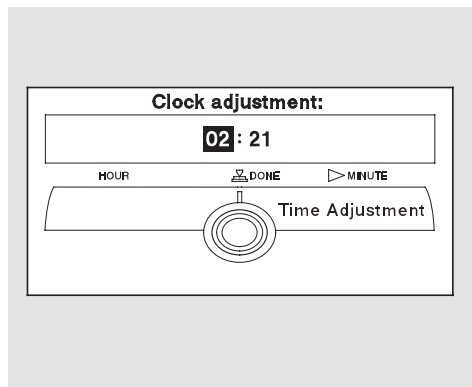 Clock adjustment:
02 : 21
HOUR DONE MINUTE
Time Adjustment